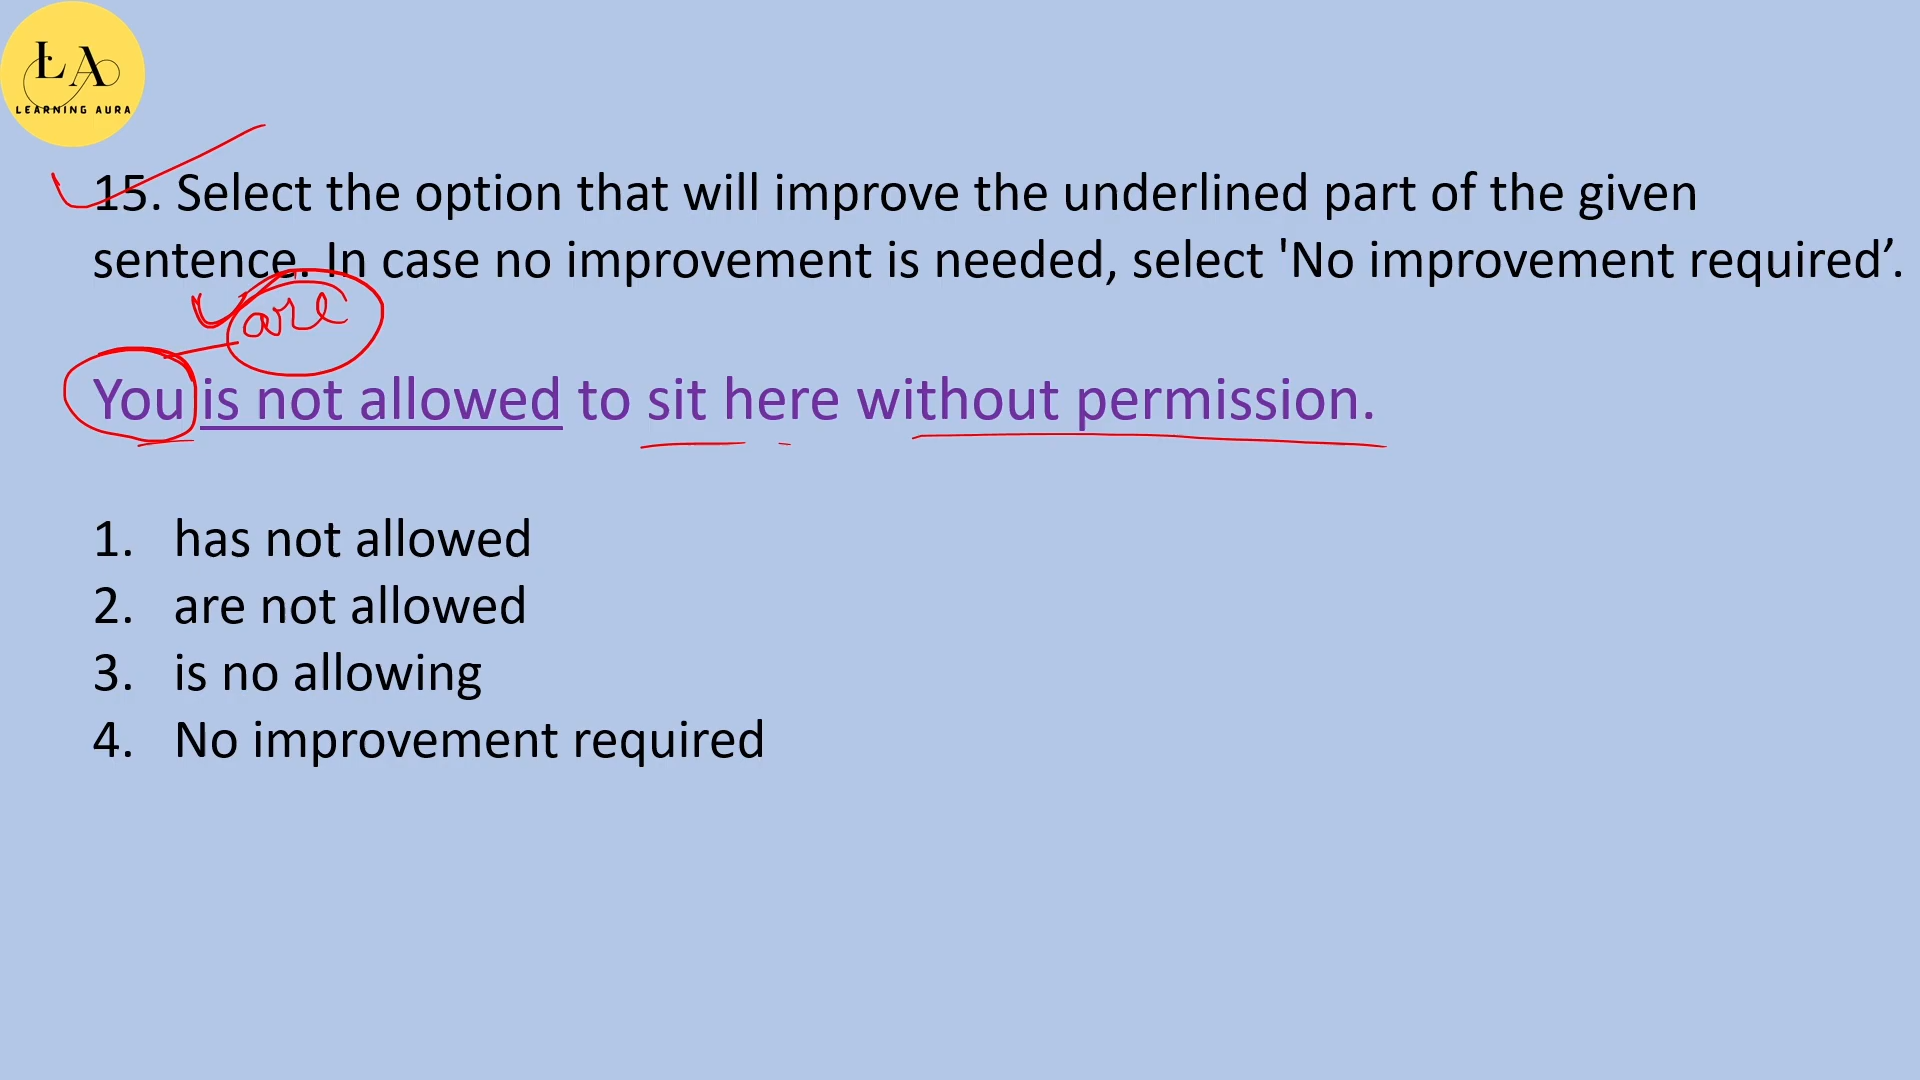 LA
LEARNING AURA
15. Select the option that will improve the underlined part of the given
sentence. In case no improvement is needed, select 'No improvement required’.
are
You is not allowed to sit here without permission.
1. has not allowed
2. are not allowed
3. is no allowing
4. No improvement required